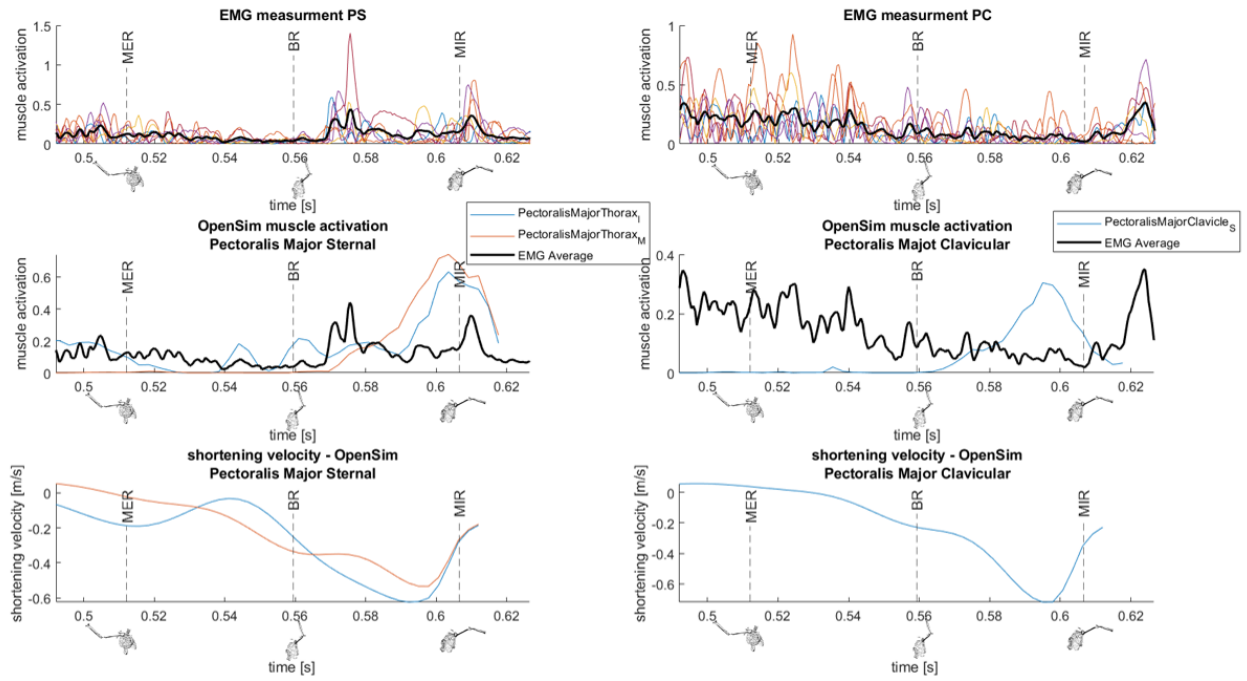 EMG measurment PS
muscle activation
1.5
1
0.5
0
MER
BR
MIR
0.5
0.52
0.54
0.56
0.58
0.6
0.62
time [s]
EMG measurment PC
muscle activation
1
0.5
0
MER
BR
MIR
0.5
0.52
0.54
0.56
0.58
0.6
0.62
time [s]
OpenSim muscle activation
Pectoralis Major Sternal
PectoralisMajorThorax_I
PectoralisMajorThorax_M
EMG Average
muscle activation
0.6
0.4
0.2
0
MER
BR
MIR
0.5
0.52
0.54
0.56
0.58
0.6
0.62
time [s]
OpenSim muscle activation
Pectoralis Majot Clavicular
PectoralisMajorClavicle_S
EMG Average
muscle activation
0.4
0.2
0
MER
BR
MIR
0.5
0.52
0.54
0.56
0.58
0.6
0.62
time [s]
shortening velocity - OpenSim
Pectoralis Major Sternal
shortening velocity [m/s]
0
-0.2
-0.4
-0.6
MER
BR
MIR
0.5
0.52
0.54
0.56
0.58
0.6
0.62
time [s]
shortening velocity - OpenSim
Pectoralis Major Clavicular
shortening velocity [m/s]
0
-0.2
-0.4
-0.6
MER
BR
MIR
0.5
0.52
0.54
0.56
0.58
0.6
0.62
time [s]